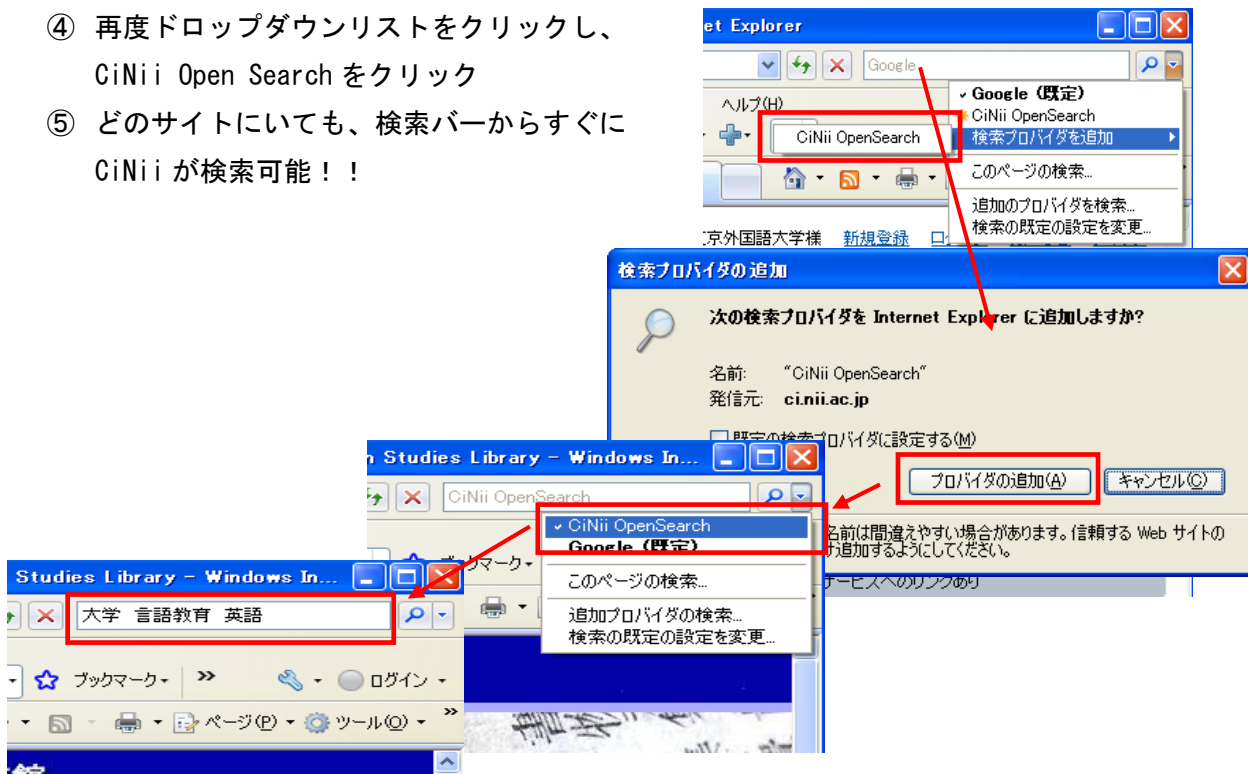 ④ 再度ドロップダウンリストをクリックし、
CiNii Open Search をクリック
⑤ どのサイトにいても、検索バーからすぐに
CiNii が検索可能！！
et Explorer
Google
ヘルプ(H)
✓ Google (既定)
CiNii OpenSearch
検索プロバイダを追加
CiNii OpenSearch
このページの検索...
追加のプロバイダを検索...
検索の既定の設定を変更...
京外国語大学様 新規登録
検索プロバイダの追加
次の検索プロバイダを Internet Explorer に追加しますか?
名前: "CiNii OpenSearch"
発信元: ci.nii.ac.jp
既定の検索プロバイダに設定する(M)
プロバイダの追加(A) キャンセル(C)
名前は間違えやすい場合があります。信頼する Web サイトの
追加するようにしてください。
サービスへのリンクあり
n Studies Library - Windows In...
CiNii OpenSearch
✓ CiNii OpenSearch
Google (既定)
ブックマーク
このページの検索...
追加プロバイダの検索...
検索の既定の設定を変更...
Studies Library - Windows In...
大学 言語教育 英語
ブックマーク >> ログイン
ページ(P) ツール(O) >>